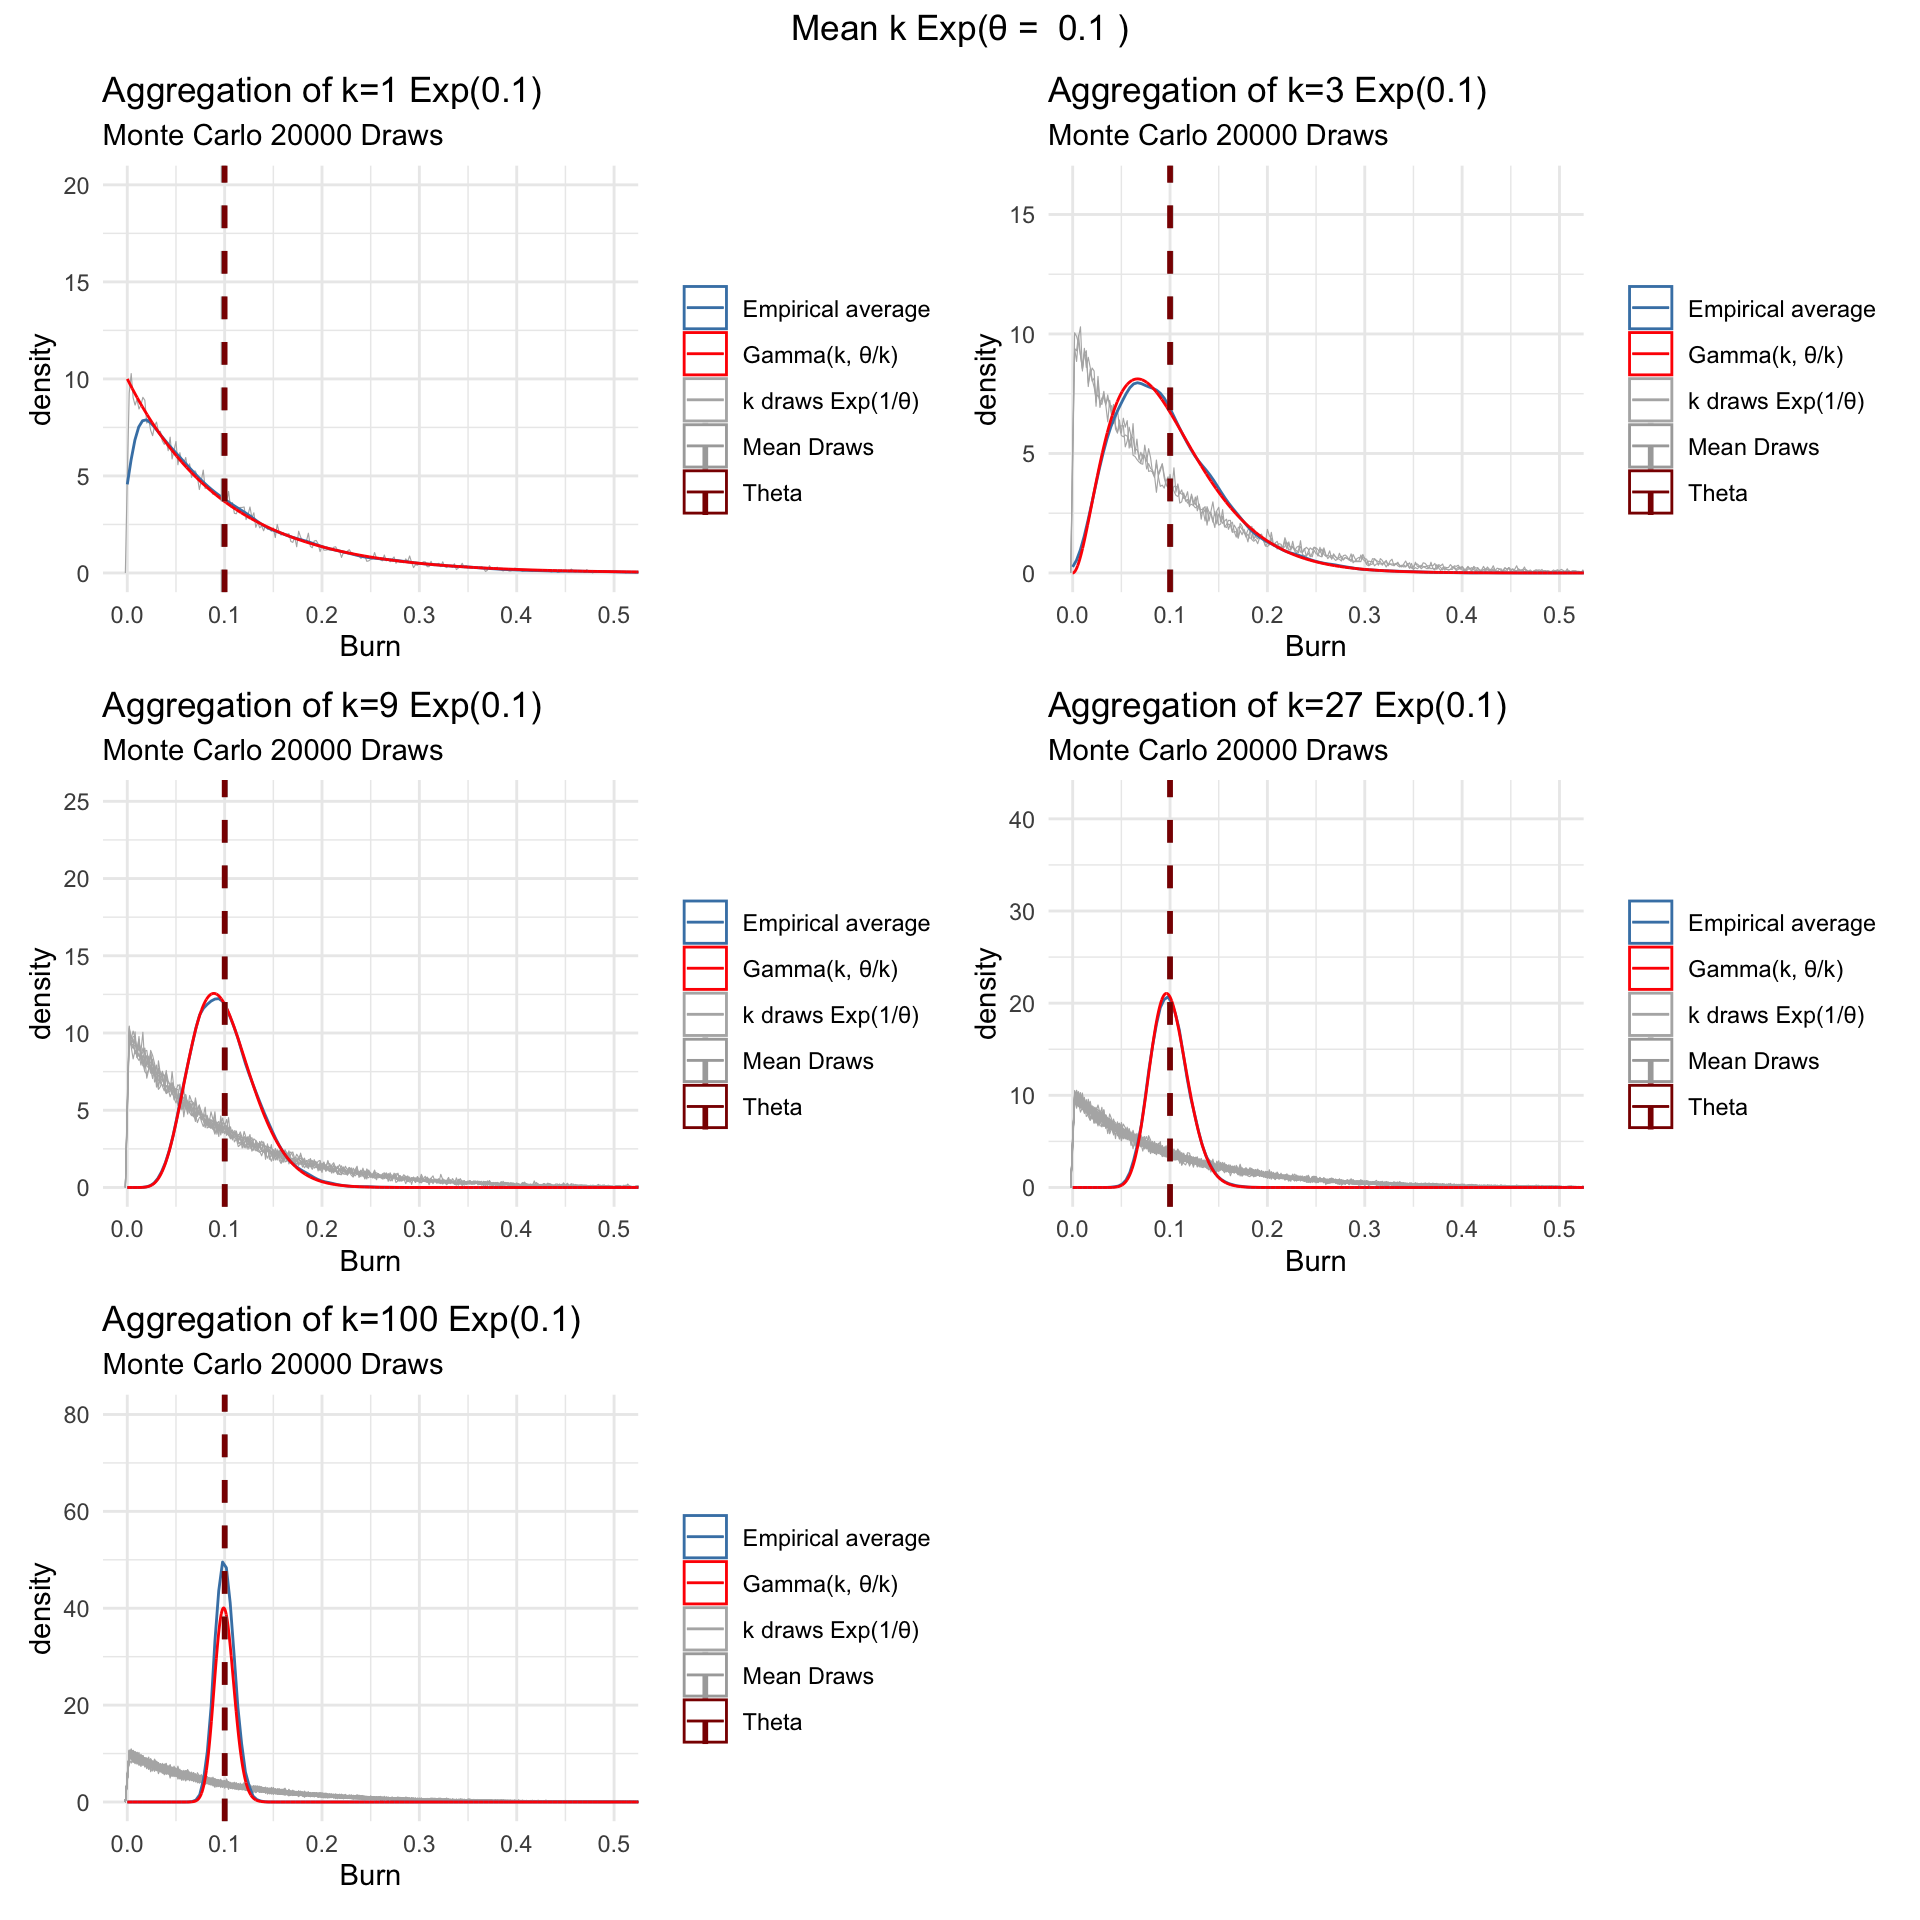 Mean k Exp(θ =  0.1 )
Aggregation of k=1 Exp(0.1)
Monte Carlo 20000 Draws
20
15
10
5
0
density
0.0 0.1 0.2 0.3 0.4 0.5
Burn
Empirical average
Gamma(k, θ/k)
k draws Exp(1/θ)
Mean Draws
Theta
Aggregation of k=3 Exp(0.1)
Monte Carlo 20000 Draws
15
10
5
0
density
0.0 0.1 0.2 0.3 0.4 0.5
Burn
Empirical average
Gamma(k, θ/k)
k draws Exp(1/θ)
Mean Draws
Theta
Aggregation of k=9 Exp(0.1)
Monte Carlo 20000 Draws
25
20
15
10
5
0
density
0.0 0.1 0.2 0.3 0.4 0.5
Burn
Empirical average
Gamma(k, θ/k)
k draws Exp(1/θ)
Mean Draws
Theta
Aggregation of k=27 Exp(0.1)
Monte Carlo 20000 Draws
40
30
20
10
0
density
0.0 0.1 0.2 0.3 0.4 0.5
Burn
Empirical average
Gamma(k, θ/k)
k draws Exp(1/θ)
Mean Draws
Theta
Aggregation of k=100 Exp(0.1)
Monte Carlo 20000 Draws
80
60
40
20
0
density
0.0 0.1 0.2 0.3 0.4 0.5
Burn
Empirical average
Gamma(k, θ/k)
k draws Exp(1/θ)
Mean Draws
Theta